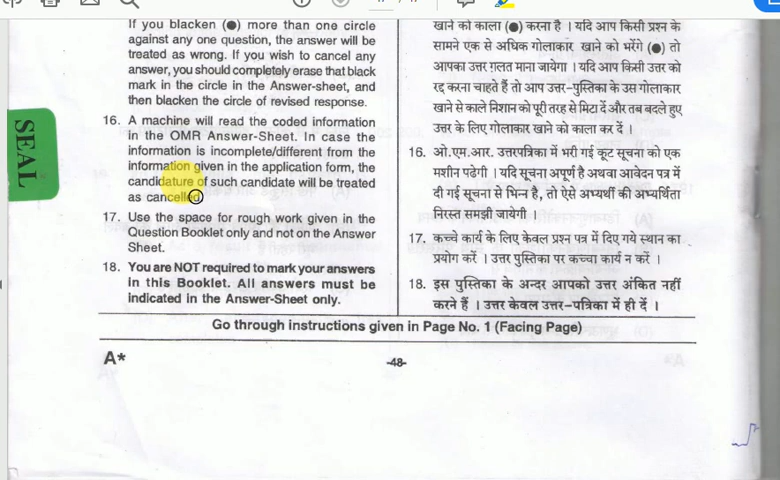 If you blacken (●) more than one circle
against any one question, the answer will be
treated as wrong. If you wish to cancel any
answer, you should completely erase that black
mark in the circle in the Answer-sheet, and
then blacken the circle of revised response.
16. A machine will read the coded information
in the OMR Answer-Sheet. In case the
information is incomplete/different from the
information given in the application form, the
candidature of such candidate will be treated
as cancelled.
17. Use the space for rough work given in the
Question Booklet only and not on the Answer
Sheet.
18. You are NOT required to mark your answers
in this Booklet. All answers must be
indicated in the Answer-Sheet only.
खाने को काला (●) करना है । यदि आप किसी प्रश्न के
सामने एक से अधिक गोलाकार खाने को भरेंगे (●) तो
आपका उत्तर ग़लत माना जायेगा । यदि आप किसी उत्तर को
रद्द करना चाहते हैं तो आप उत्तर-पुस्तिका के उस गोलाकार
खाने से काले निशान को पूरी तरह से मिटा दें और तब बदले हुए
उत्तर के लिए गोलाकार खाने को काला कर दें ।
16. ओ.एम.आर. उत्तरपत्रिका में भरी गई कूट सूचना को एक
मशीन पढेगी । यदि सूचना अपूर्ण है अथवा आवेदन पत्र में
दी गई सूचना से भिन्न है, तो ऐसे अभ्यर्थी की अभ्यर्थिता
निरस्त समझी जायेगी ।
17. कच्चे कार्य के लिए केवल प्रश्न पत्र में दिए गये स्थान का
प्रयोग करें । उत्तर पुस्तिका पर कच्चा कार्य न करें ।
18. इस पुस्तिका के अन्दर आपको उत्तर अंकित नहीं
करने हैं । उत्तर केवल उत्तर-पत्रिका में ही दें ।
Go through instructions given in Page No. 1 (Facing Page)
A*
-48-
SEAL